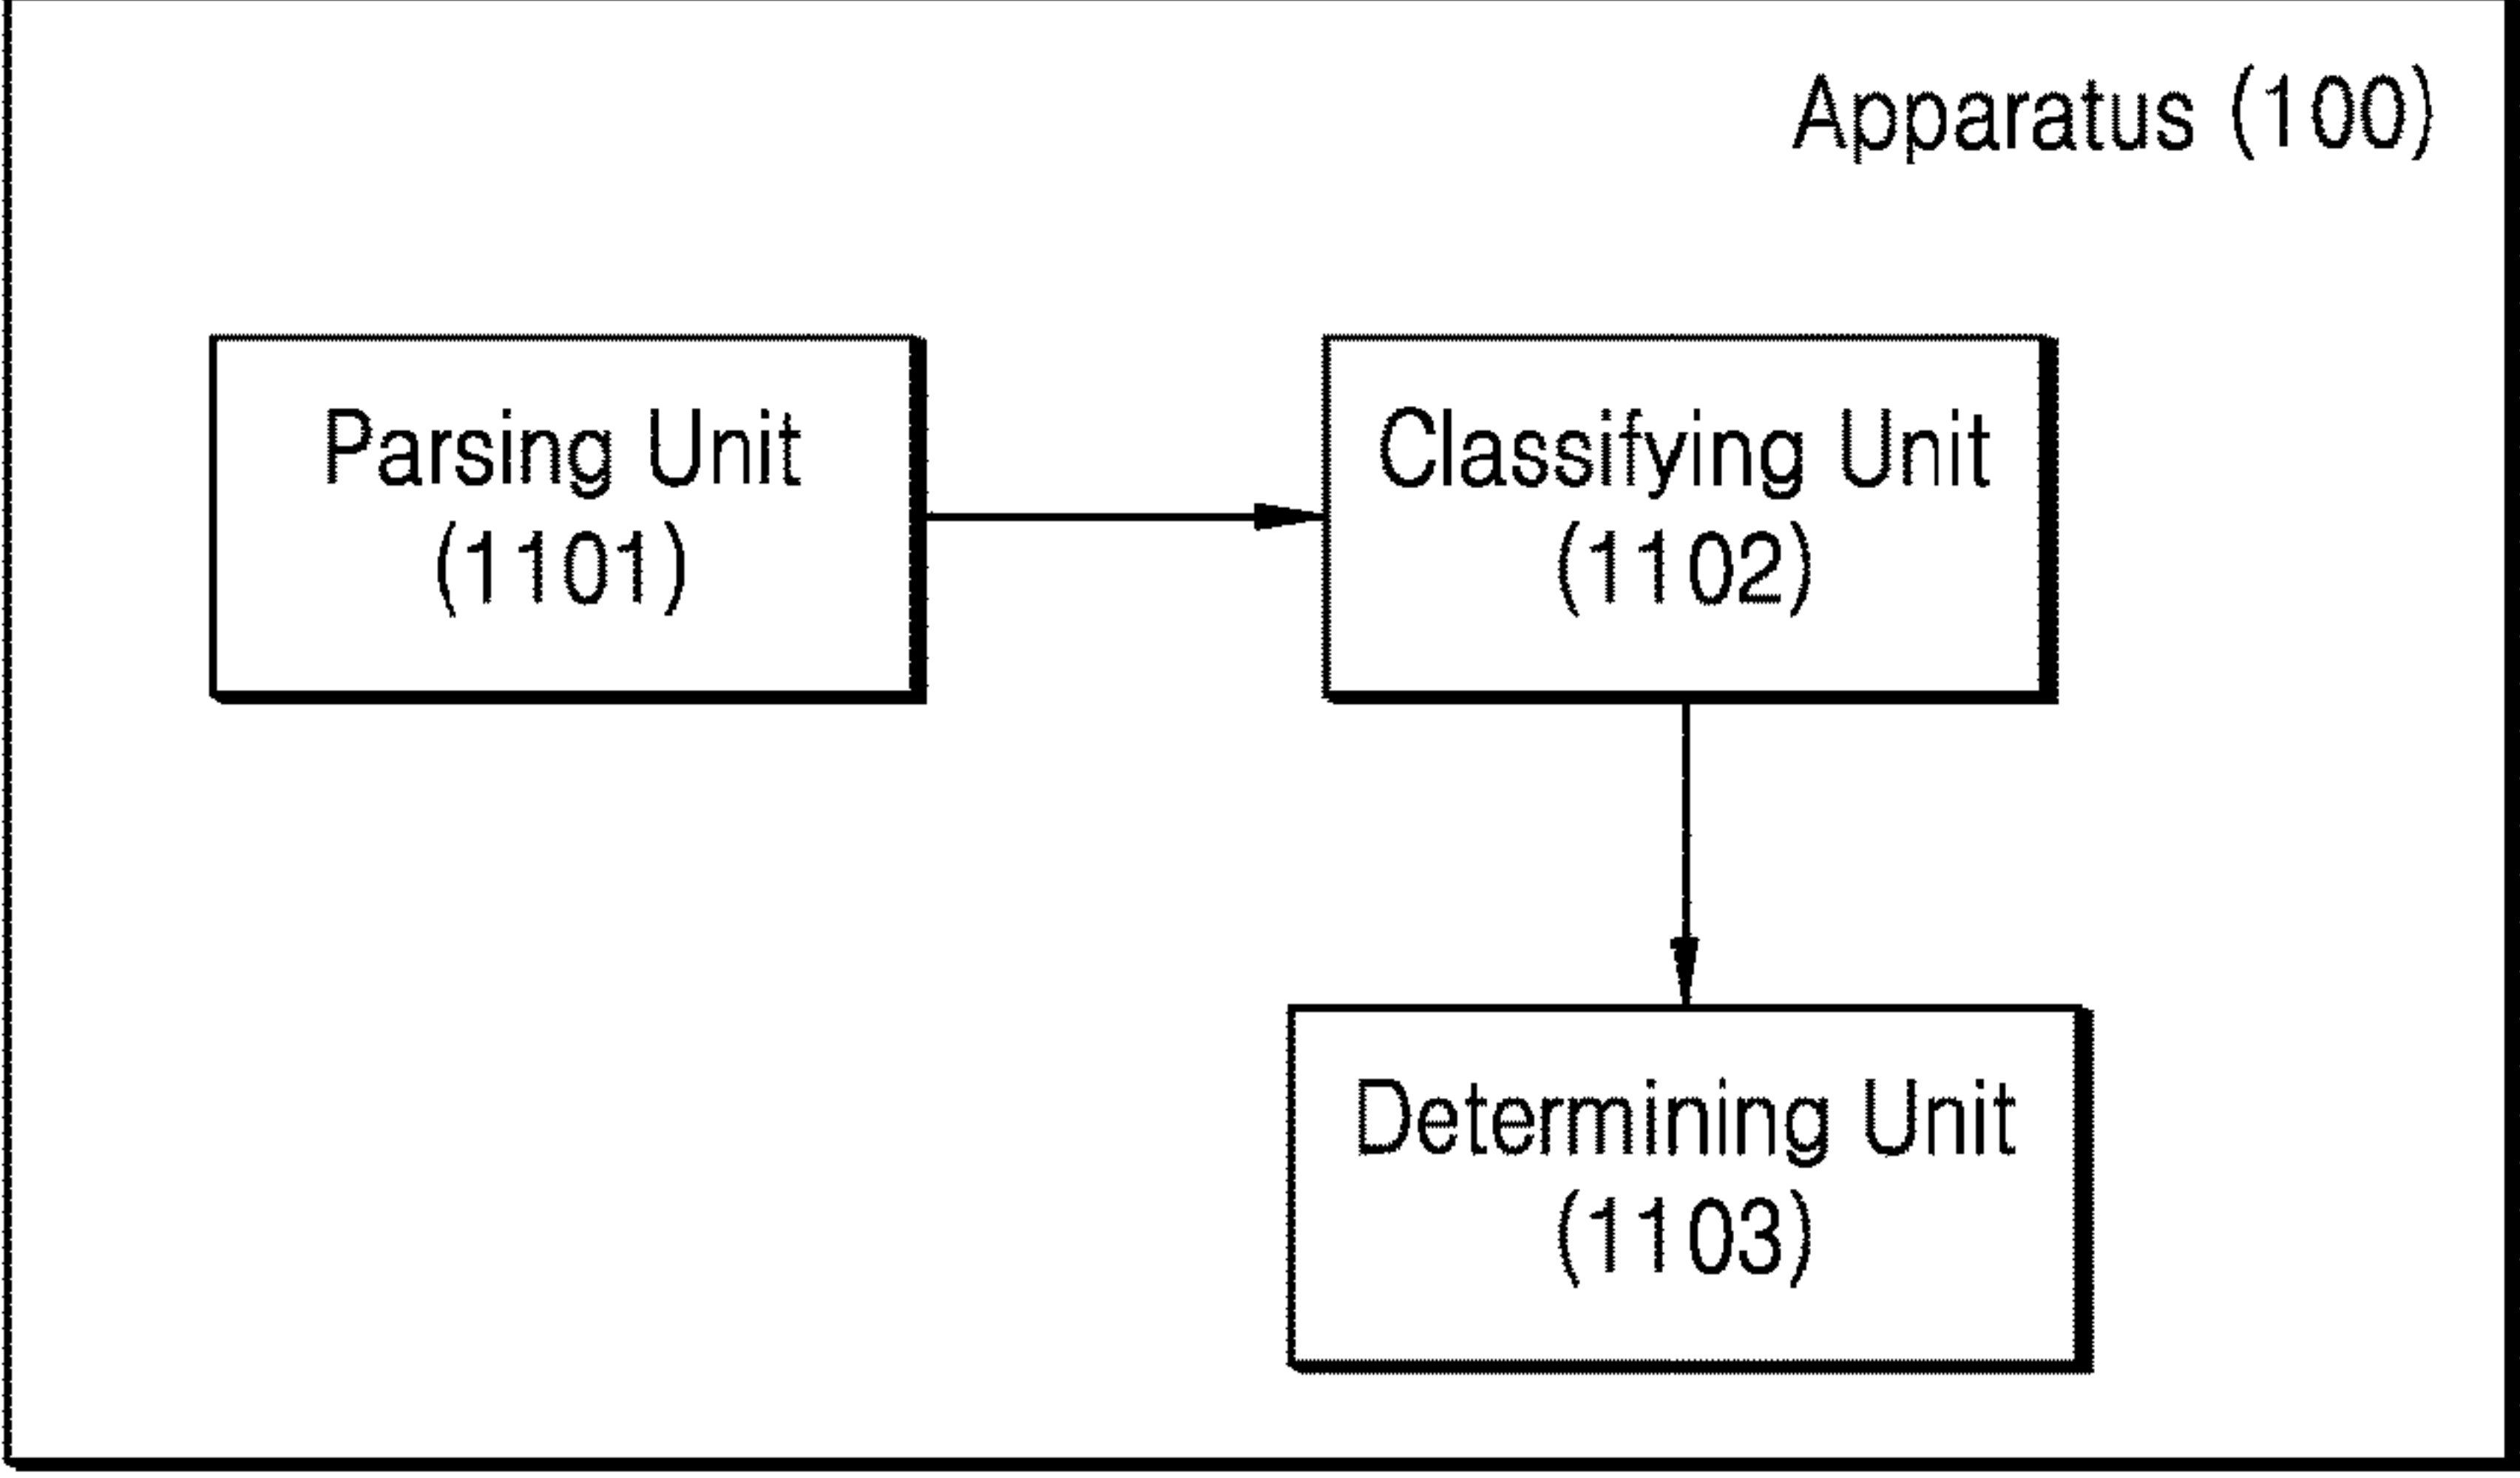 Apparatus (100)
Parsing Unit
(1101)
Classifying Unit
(1102)
Determining Unit
(1103)